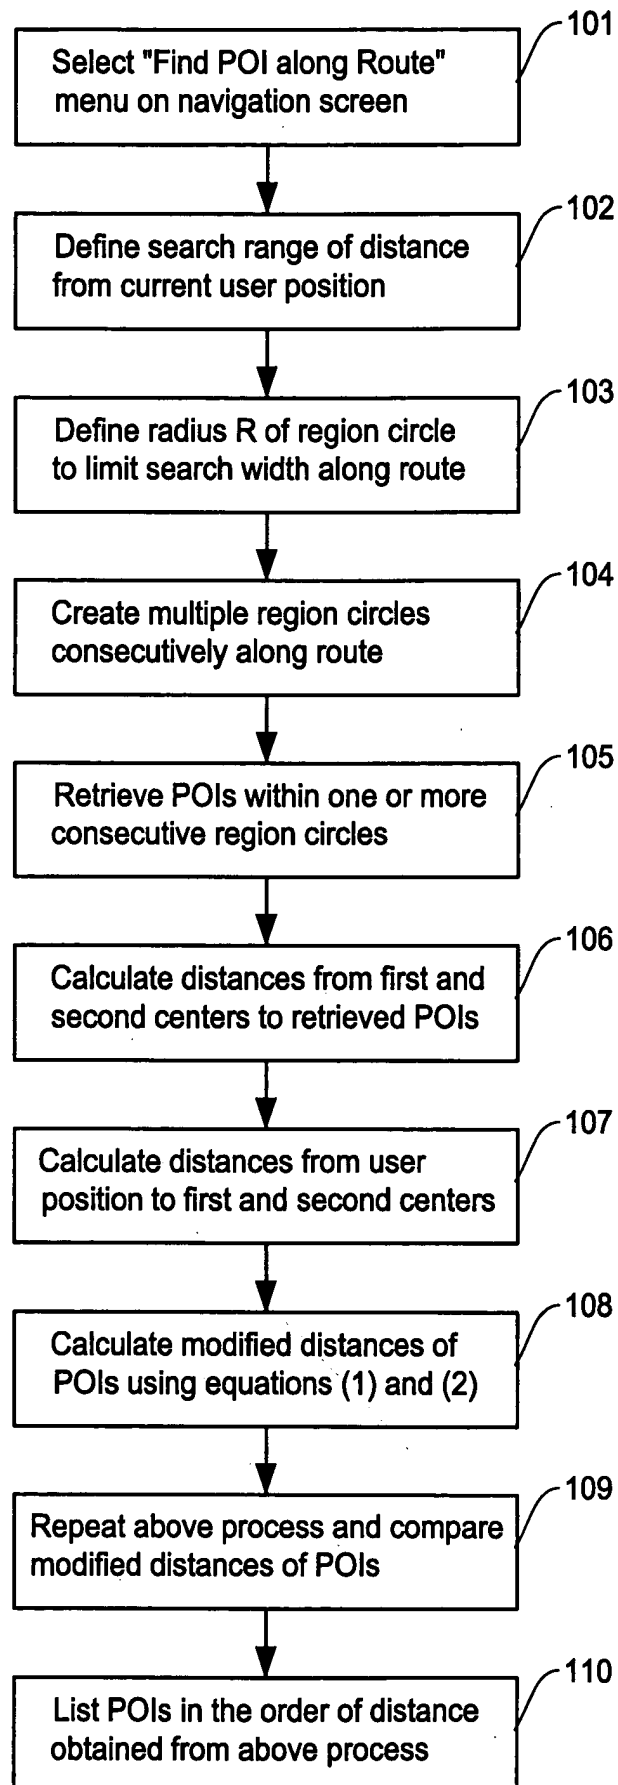 101
Select "Find POI along Route"
menu on navigation screen
102
Define search range of distance
from current user position
103
Define radius R of region circle
to limit search width along route
104
Create multiple region circles
consecutively along route
105
Retrieve POIs within one or more
consecutive region circles
106
Calculate distances from first and
second centers to retrieved POIs
107
Calculate distances from user
position to first and second centers
108
Calculate modified distances of
POIs using equations (1) and (2)
109
Repeat above process and compare
modified distances of POIs
110
List POIs in the order of distance
obtained from above process